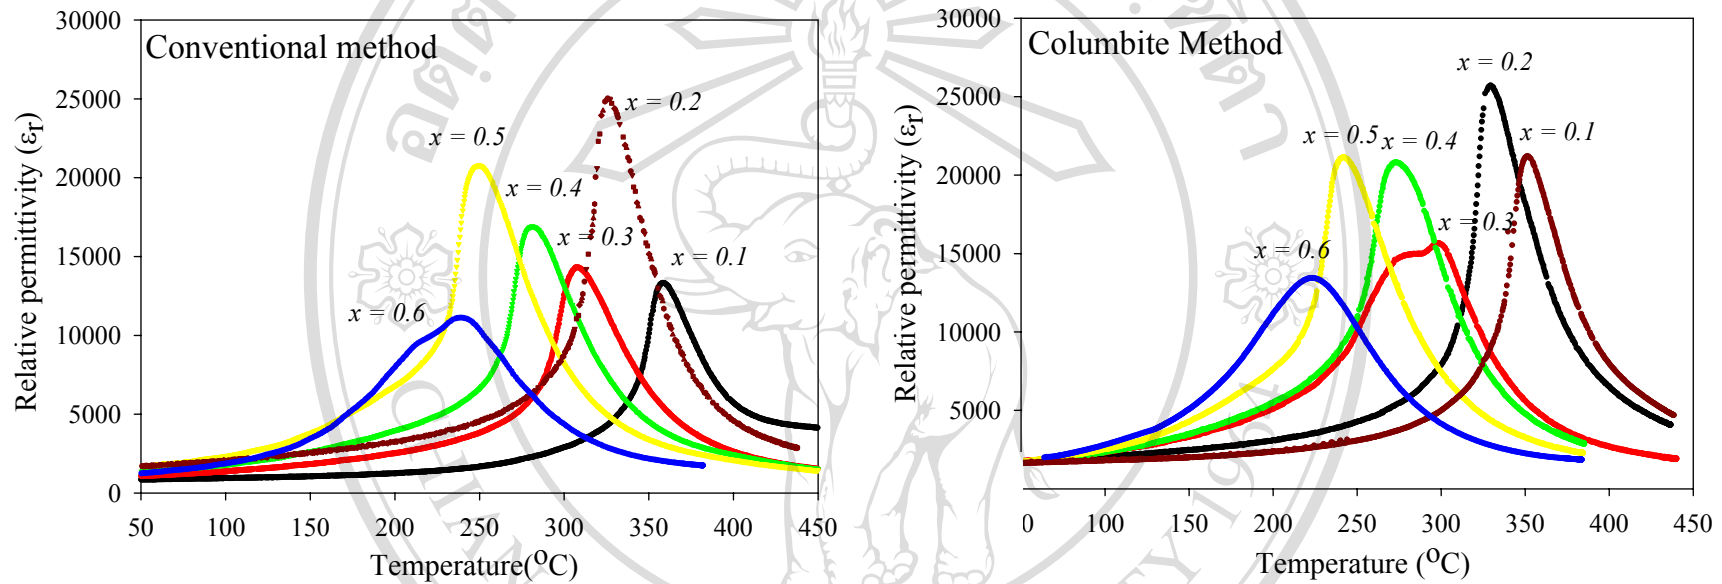 Conventional method
Relative permittivity (εr)
30000
25000
20000
15000
10000
5000
0
x = 0.6
x = 0.5
x = 0.4
x = 0.3
x = 0.2
x = 0.1
50 100 150 200 250 300 350 400 450
Temperature(°C)
Columbite Method
Relative permittivity (εr)
30000
25000
20000
15000
10000
5000
x = 0.6
x = 0.5
x = 0.4
x = 0.3
x = 0.2
x = 0.1
0 100 150 200 250 300 350 400 450
Temperature (°C)